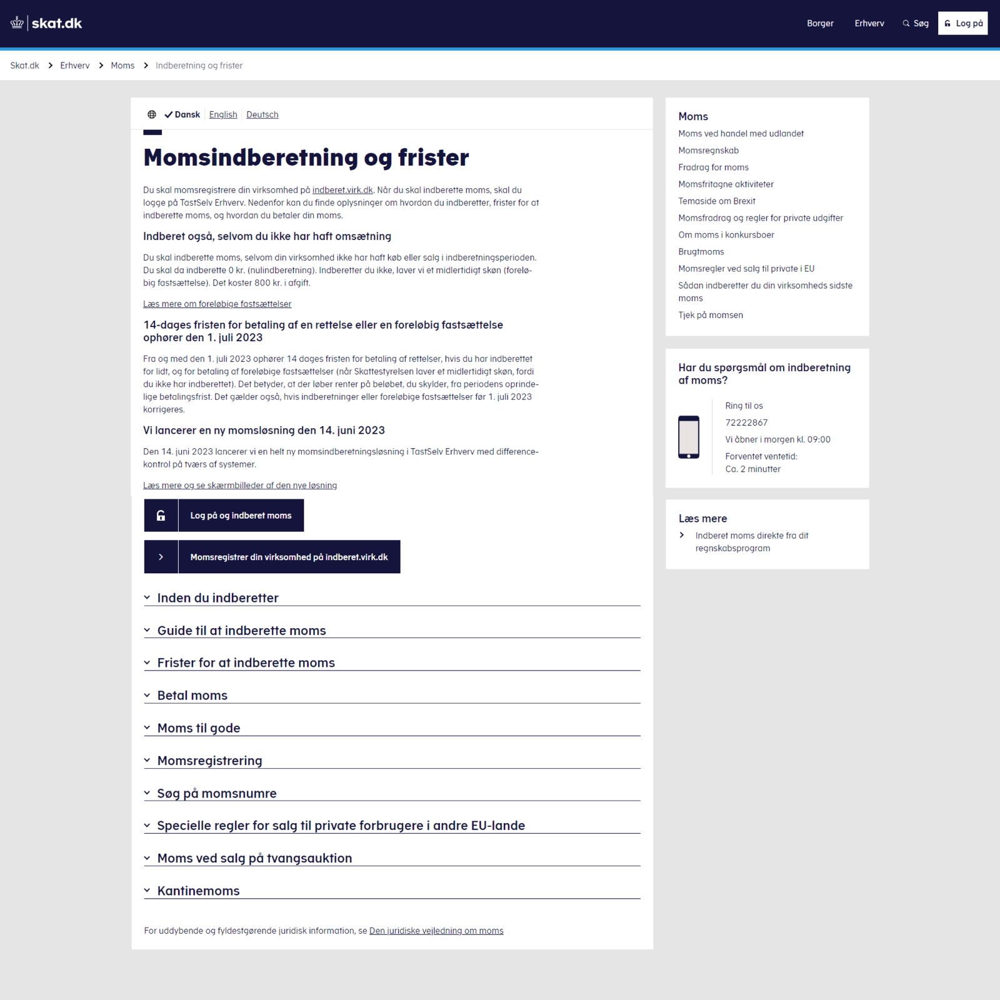 skat.dk
Borger
Erhverv
Søg
Log på
Skat.dk
Erhverv
Moms
Indberetning og frister
Dansk
English
Deutsch
Momsindberetning og frister
Du skal momsregistrere din virksomhed på indberet.virk.dk. Når du skal indberette moms, skal du
logge på TastSelv Erhverv. Nedenfor kan du finde oplysninger om hvordan du indberetter, frister for at
indberette moms, og hvordan du betaler din moms.
Indberet også, selvom du ikke har haft omsætning
Du skal indberette moms, selvom din virksomhed ikke har haft køb eller salg i indberetningsperioden.
Du skal da indberette 0 kr. (nulindberetning). Indberetter du ikke, laver vi et midlertidigt skøn (forelø-
big fastsættelse). Det koster 800 kr. i afgift.
Læs mere om foreløbige fastsættelser
14-dages fristen for betaling af en rettelse eller en foreløbig fastsættelse
ophører den 1. juli 2023
Fra og med den 1. juli 2023 ophører 14 dages fristen for betaling af rettelser, hvis du har indberettet
for lidt, og for betaling af foreløbige fastsættelser (når Skattestyrelsen laver et midlertidigt skøn, fordi
du ikke har indberettet). Det betyder, at der løber renter på beløbet, du skylder, fra periodens oprinde-
lige betalingsfrist. Det gælder også, hvis indberetninger eller foreløbige fastsættelser før 1. juli 2023
korrigeres.
Vi lancerer en ny momsløsning den 14. juni 2023
Den 14. juni 2023 lancerer vi en helt ny momsindberetningsløsning i TastSelv Erhverv med difference-
kontrol på tværs af systemer.
Læs mere og se skærmbilleder af den nye løsning
Log på og indberet moms
Momsregistrer din virksomhed på indberet.virk.dk
Inden du indberetter
Guide til at indberette moms
Frister for at indberette moms
Betal moms
Moms til gode
Momsregistrering
Søg på momsnumre
Specielle regler for salg til private forbrugere i andre EU-lande
Moms ved salg på tvangsauktion
Kantinemoms
For uddybende og fyldestgørende juridisk information, se Den juridiske vejledning om moms
Moms
Moms ved handel med udlandet
Momsregnskab
Fradrag for moms
Momsfritagne aktiviteter
Temaside om Brexit
Momsfradrag og regler for private udgifter
Om moms i konkursboer
Brugtmoms
Momsregler ved salg til private i EU
Sådan indberetter du din virksomheds sidste
moms
Tjek på momsen
Har du spørgsmål om indberetning
af moms?
Ring til os
72222867
Vi åbner i morgen kl. 09:00
Forventet ventetid:
Ca. 2 minutter
Læs mere
Indberet moms direkte fra dit
regnskabsprogram